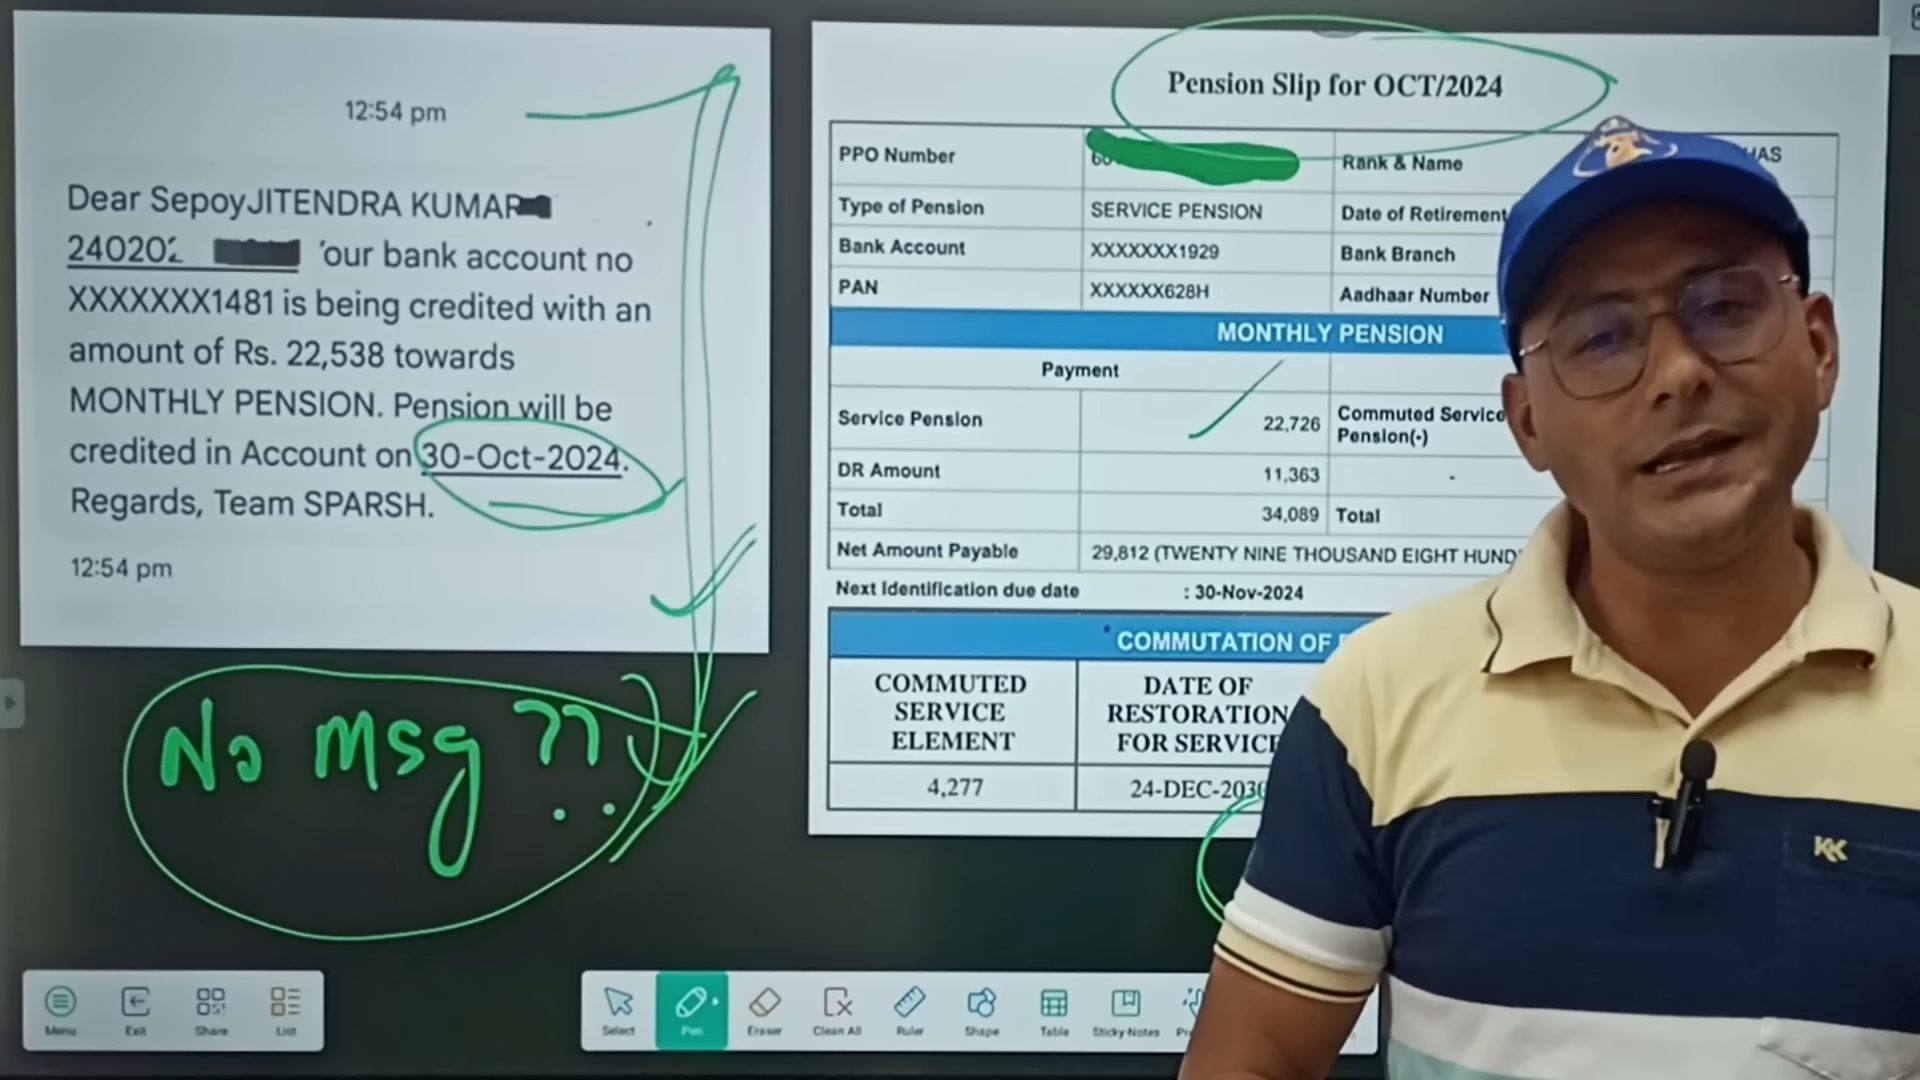 12:54 pm
Dear SepoyJITENDRA KUMAR
240202 our bank account no
XXXXXXX1481 is being credited with an
amount of Rs. 22,538 towards
MONTHLY PENSION. Pension will be
credited in Account on 30-Oct-2024.
Regards, Team SPARSH.
12:54 pm
No msg ??
Pension Slip for OCT/2024
PPO Number Rank & Name
Type of Pension SERVICE PENSION Date of Retirement
Bank Account XXXXXXX1929 Bank Branch
PAN XXXXXX628H Aadhaar Number
MONTHLY PENSION
Payment
Service Pension 22,726 Commuted Service
Pension(-)
DR Amount 11,363 -
Total 34,089 Total
Net Amount Payable 29,812 (TWENTY NINE THOUSAND EIGHT
Next Identification due date : 30-Nov-2024
COMMUTATION OF
COMMUTED SERVICE ELEMENT
DATE OF RESTORATION FOR
4,277 24-DEC-2030
KK
Menu Exit Share List
Select Pen Eraser Clean All Ruler Shape Table Sticky Notes